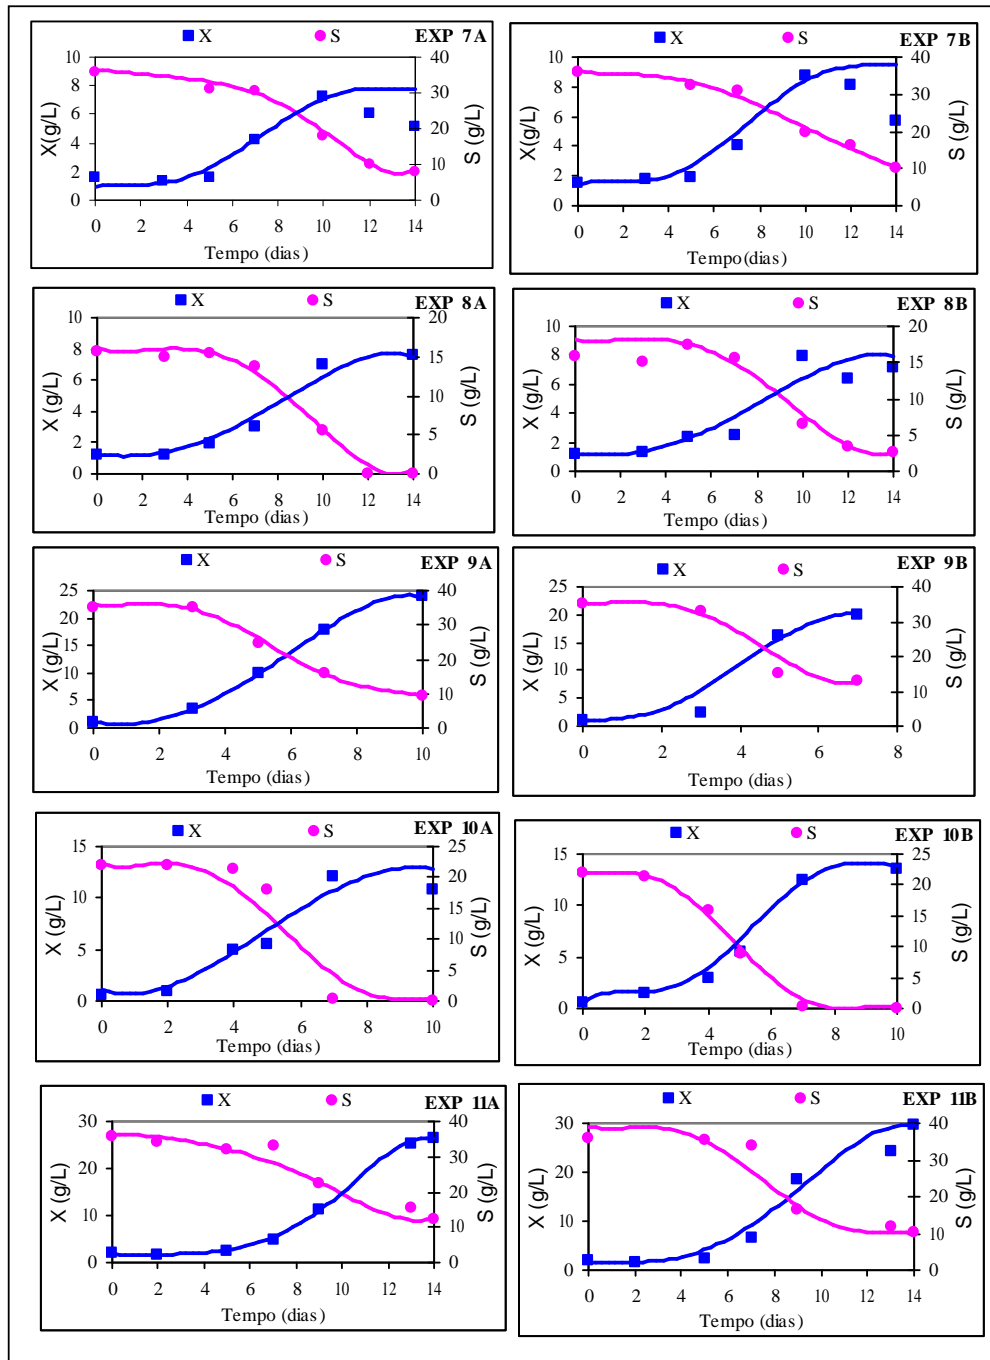 X S EXP 7A
10 8 6 4 2 0
X(g/L)
40 30 20 10 0
S (g/L)
0 2 4 6 8 10 12 14
Tempo (dias)
X S EXP 7B
10 8 6 4 2 0
X(g/L)
40 30 20 10 0
S (g/L)
0 2 4 6 8 10 12 14
Tempo(dias)
X S EXP 8A
10 8 6 4 2 0
X (g/L)
20 15 10 5 0
S (g/L)
0 2 4 6 8 10 12 14
Tempo (dias)
X S EXP 8B
10 8 6 4 2 0
X (g/L)
20 15 10 5 0
S (g/L)
0 2 4 6 8 10 12 14
Tempo (dias)
X S EXP 9A
25 20 15 10 5 0
X (g/L)
40 30 20 10 0
S (g/L)
0 2 4 6 8 10
Tempo (dias)
X S EXP 9B
25 20 15 10 5 0
X (g/L)
40 30 20 10 0
S (g/L)
0 2 4 6 8
Tempo (dias)
X S EXP 10A
15 10 5 0
X (g/L)
25 20 15 10 5 0
S (g/L)
0 2 4 6 8 10
Tempo (dias)
X S EXP 10B
15 10 5 0
X (g/L)
25 20 15 10 5 0
S (g/L)
0 2 4 6 8 10
Tempo (dias)
X S EXP 11A
30 20 10 0
X (g/L)
40 30 20 10 0
S (g/L)
0 2 4 6 8 10 12 14
Tempo (dias)
X S EXP 11B
30 20 10 0
X (g/L)
40 30 20 10 0
S (g/L)
0 2 4 6 8 10 12 14
Tempo (dias)